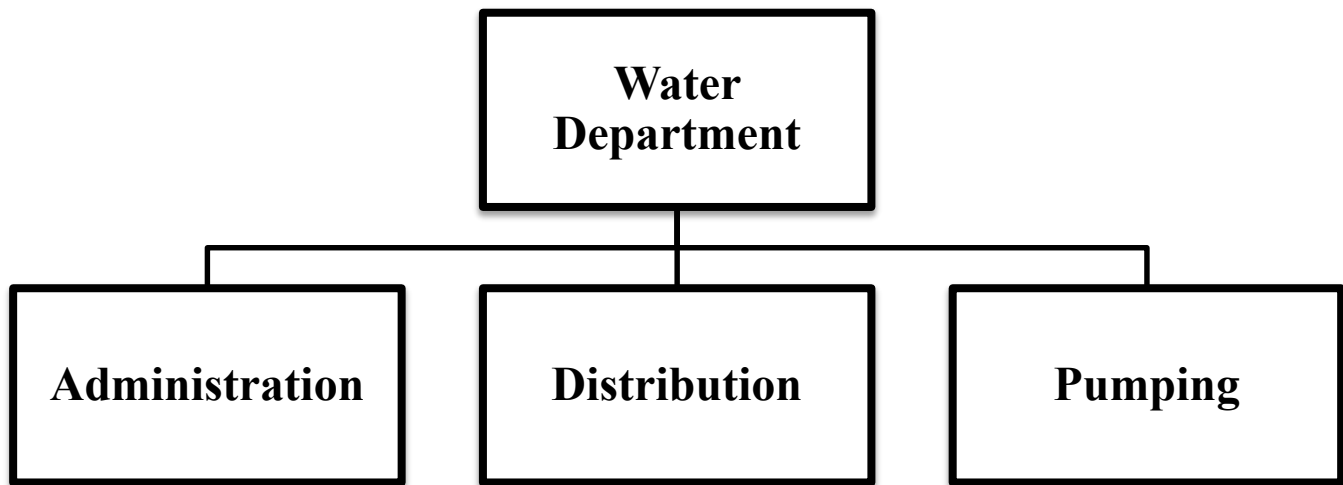 Water
Department
Administration
Distribution
Pumping